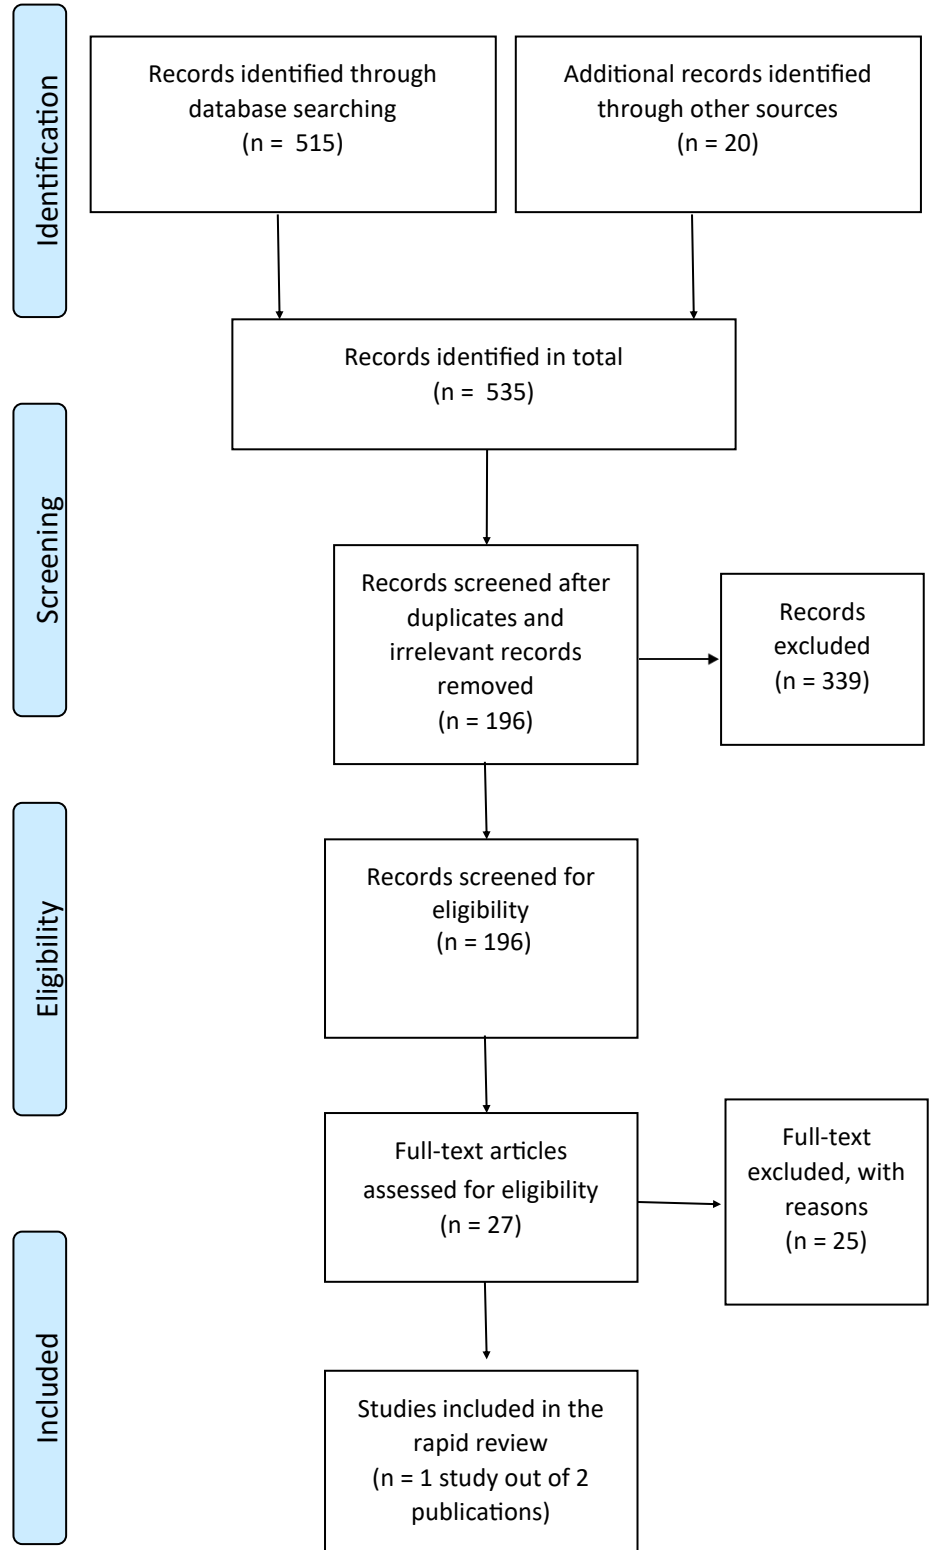 Identification
Records identified through
database searching
(n = 515)
Additional records identified
through other sources
(n = 20)
Records identified in total
(n = 535)
Screening
Records screened after
duplicates and
irrelevant records
removed
(n = 196)
Records
excluded
(n = 339)
Eligibility
Records screened for
eligibility
(n = 196)
Full-text articles
assessed for eligibility
(n = 27)
Full-text
excluded, with
reasons
(n = 25)
Included
Studies included in the
rapid review
(n = 1 study out of 2
publications)